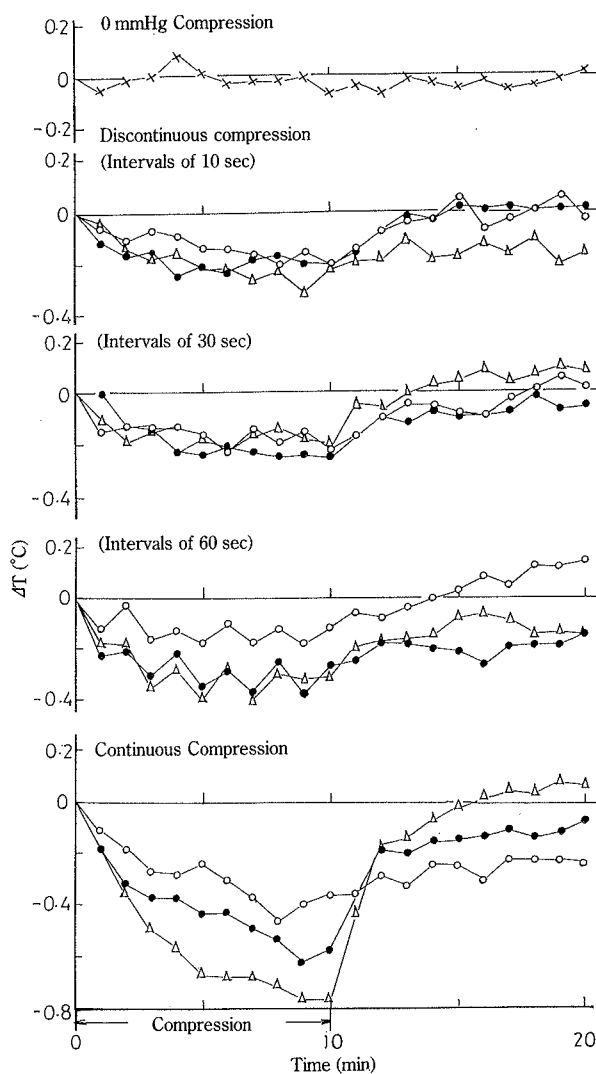 0 mmHg Compression
0·2
0
-0·2
Discontinuous compression
(Intervals of 10 sec)
0·2
0
-0.4
(Intervals of 30 sec)
0·2
0
-0.4
(Intervals of 60 sec)
0·2
0
-0.4
ΔT (°C)
Continuous Compression
0·2
0
-0.4
-0.8
Compression
0
10
20
Time (min)